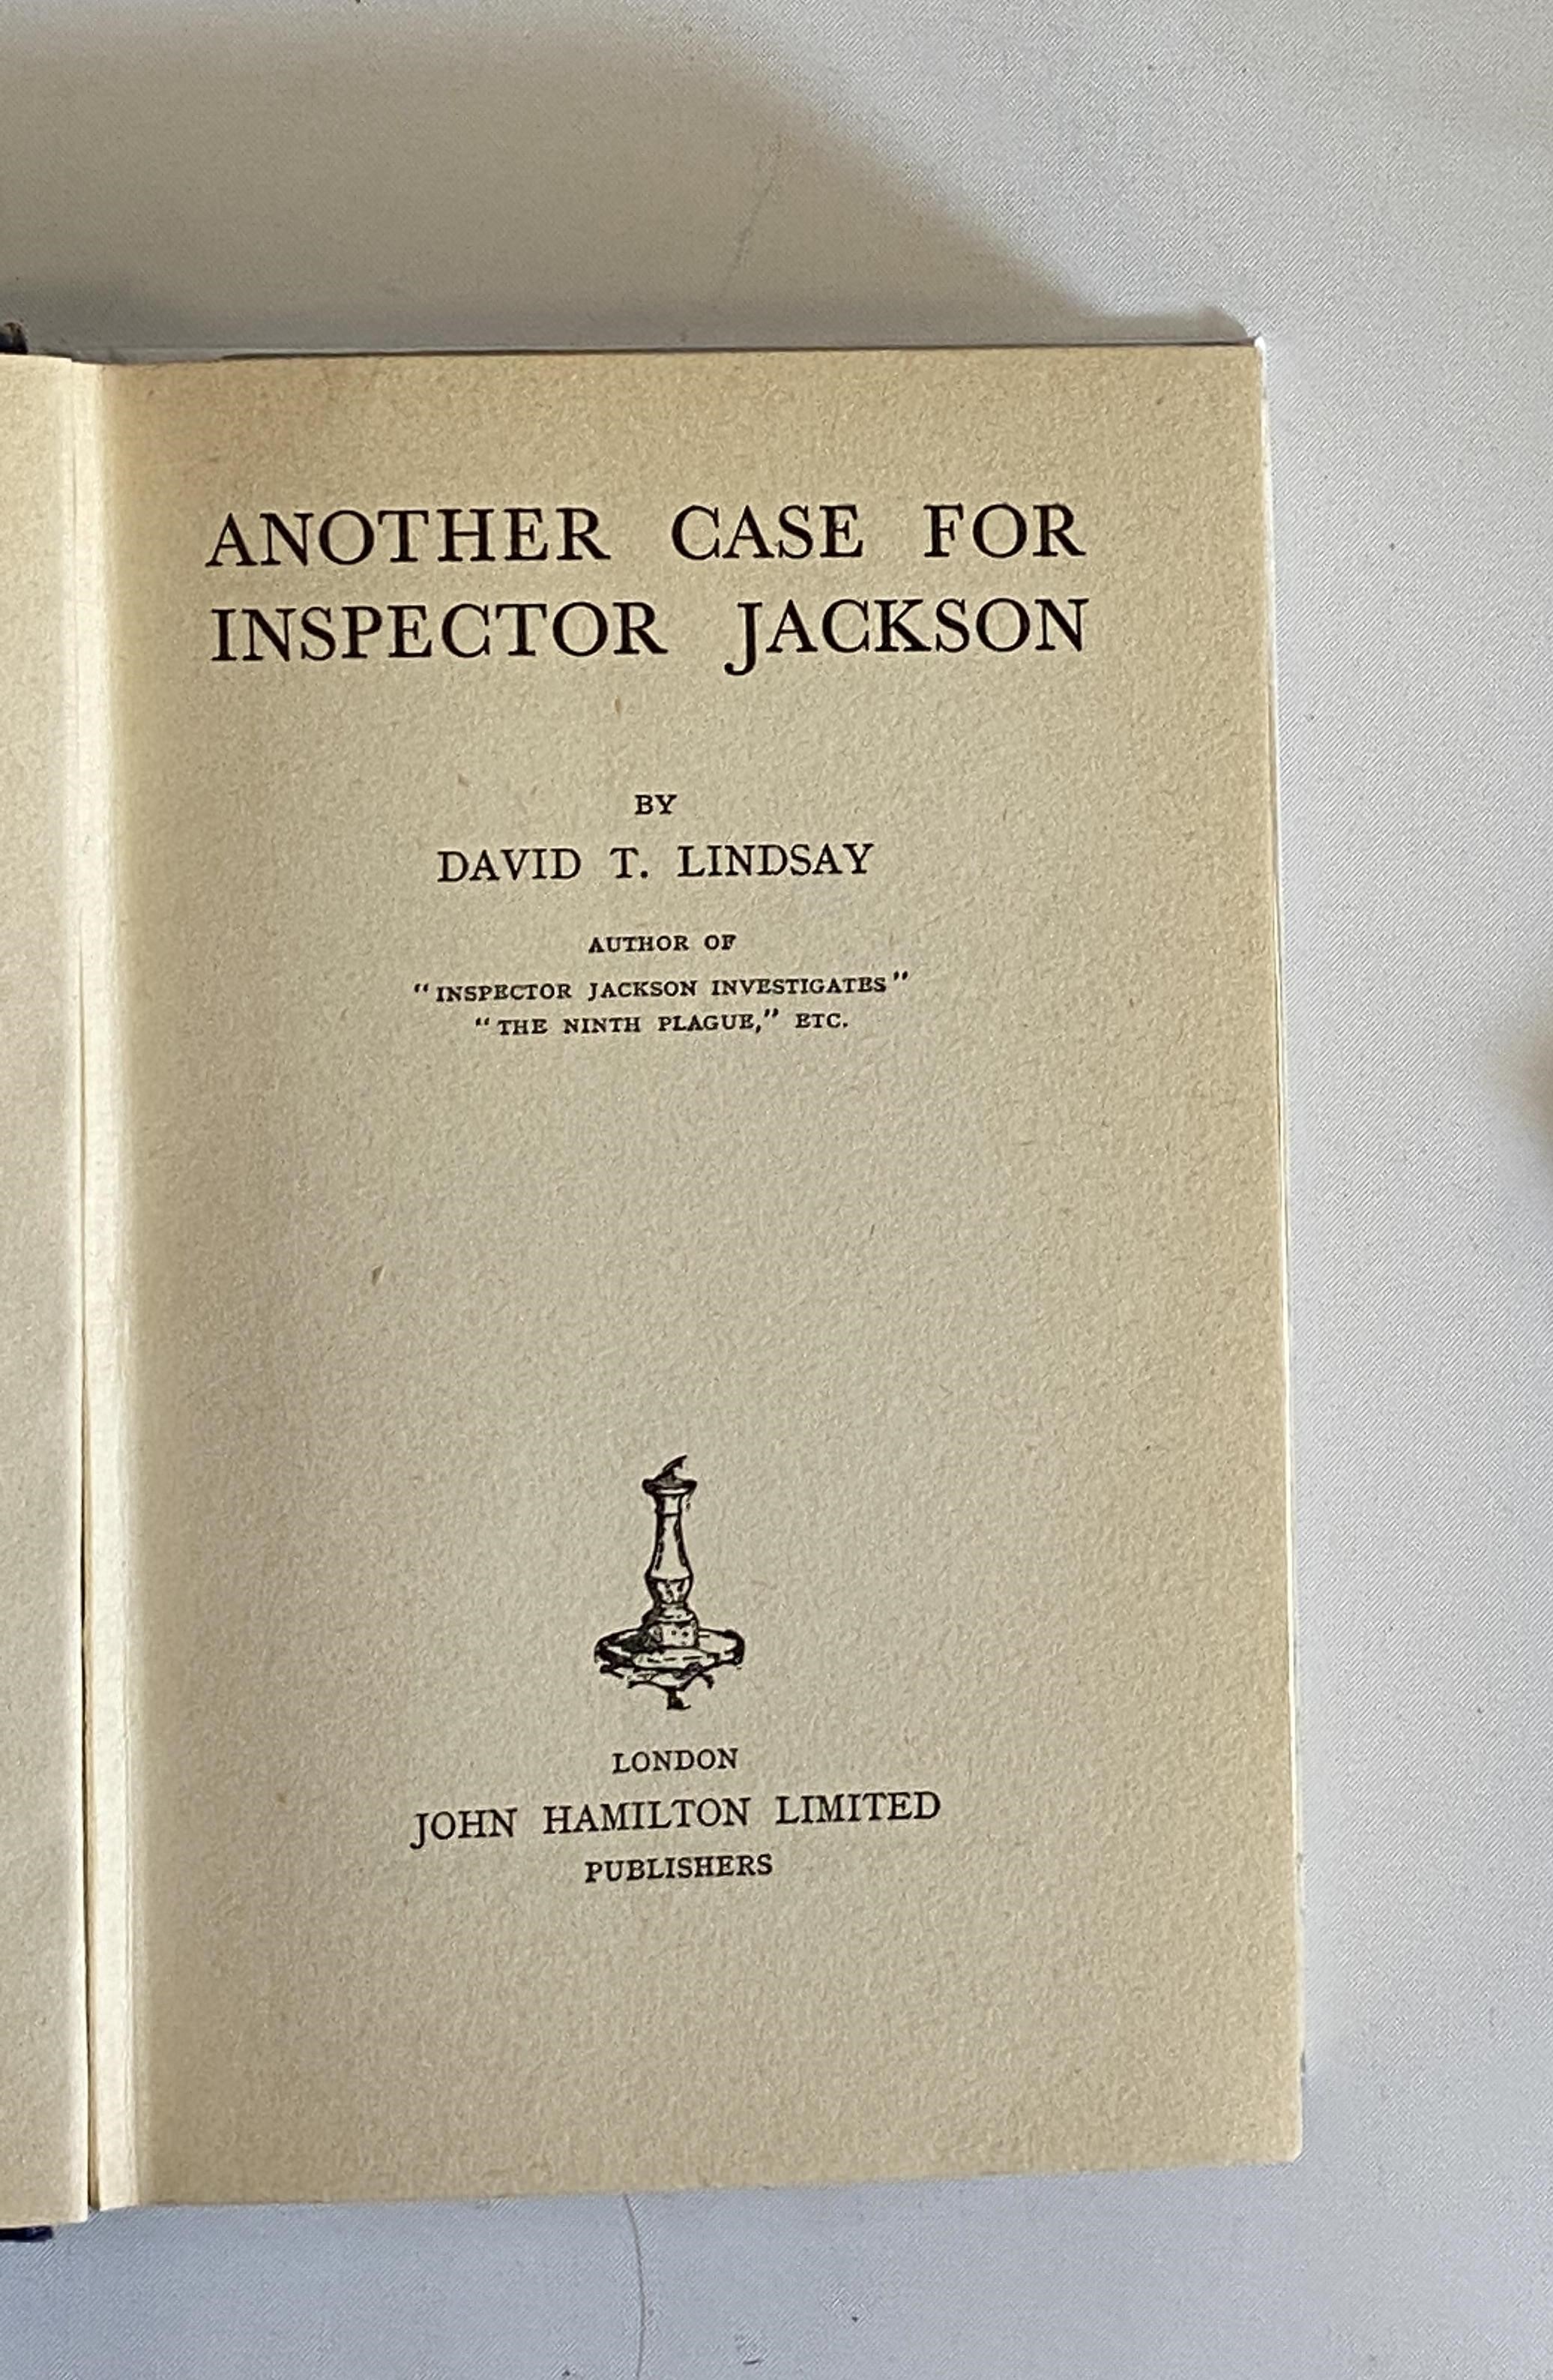 ANOTHER CASE FOR
INSPECTOR JACKSON
BY
DAVID T. LINDSAY
AUTHOR OF
"INSPECTOR JACKSON INVESTIGATES"
"THE NINTH PLAGUE," ETC.
LONDON
JOHN HAMILTON LIMITED
PUBLISHERS